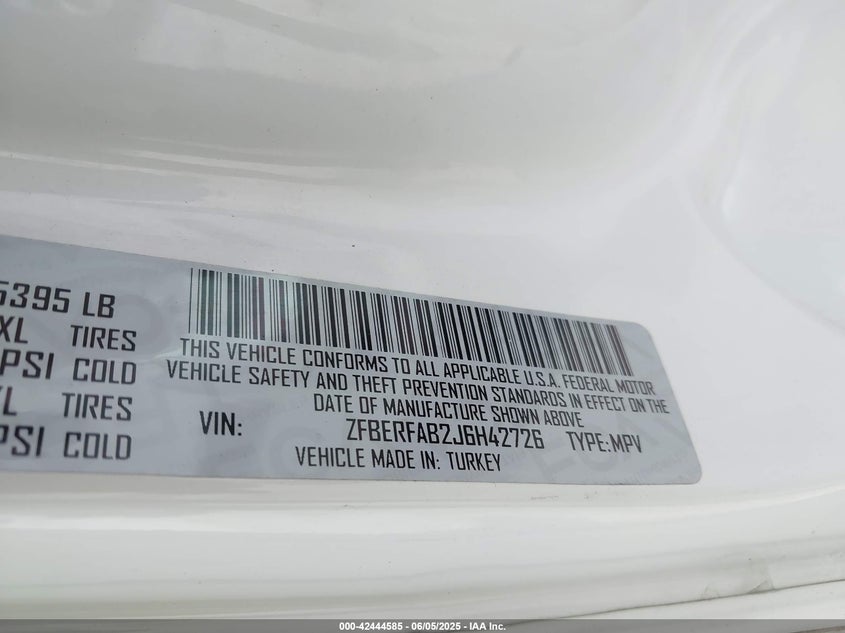 5395 LB
XL TIRES
PSI COLD
XL TIRES
PSI COLD
THIS VEHICLE CONFORMS TO ALL APPLICABLE U.S.A. FEDERAL MOTOR
VEHICLE SAFETY AND THEFT PREVENTION STANDARDS IN EFFECT ON THE
DATE OF MANUFACTURE SHOWN ABOVE
VIN: ZFBERFAB2J6H42726 TYPE:MPV
VEHICLE MADE IN: TURKEY
000-42444585 - 06/05/2025 - IAA Inc.